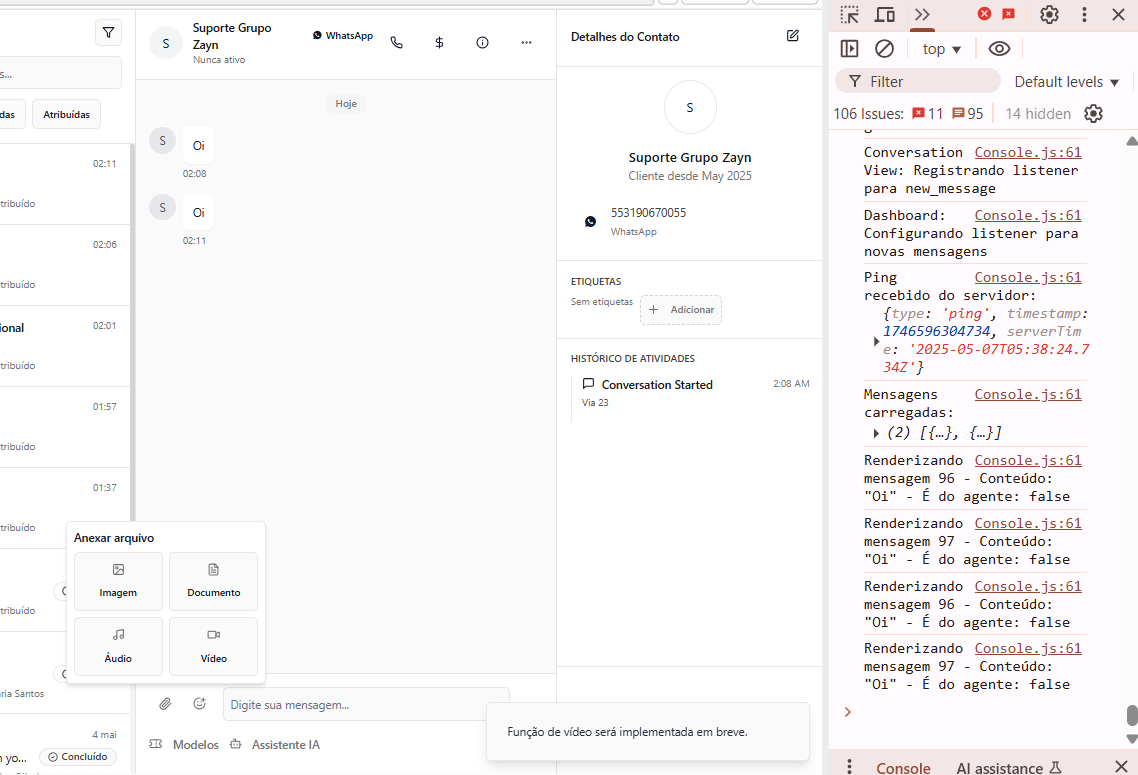 s...
das
Atribuídas
02:11
tribuído
02:06
tribuído
ional
02:01
tribuído
01:57
tribuído
01:37
tribuído
tribuído
ria Santos
4 mai
yo...
Concluído
S
Suporte Grupo
Zayn
Nunca ativo
WhatsApp
$
Hoje
S
Oi
02:08
S
Oi
02:11
Anexar arquivo
Imagem
Documento
Áudio
Vídeo
Digite sua mensagem...
Modelos
Assistente IA
Detalhes do Contato
S
Suporte Grupo Zayn
Cliente desde May 2025
553190670055
WhatsApp
ETIQUETAS
Sem etiquetas
+ Adicionar
HISTÓRICO DE ATIVIDADES
Conversation Started
2:08 AM
Via 23
Função de vídeo será implementada em breve.
top
Filter
Default levels
106 Issues:
11
95
14 hidden
Conversation Console.js:61
View: Registrando listener
para new_message
Dashboard: Console.js:61
Configurando listener para
novas mensagens
Ping Console.js:61
recebido do servidor:
{type: 'ping', timestamp:
1746596304734, serverTim
e: '2025-05-07T05:38:24.7
34Z'}
Mensagens Console.js:61
carregadas:
(2) [{…}, {…}]
Renderizando Console.js:61
mensagem 96 - Conteúdo:
"Oi" - É do agente: false
Renderizando Console.js:61
mensagem 97 - Conteúdo:
"Oi" - É do agente: false
Renderizando Console.js:61
mensagem 96 - Conteúdo:
"Oi" - É do agente: false
Renderizando Console.js:61
mensagem 97 - Conteúdo:
"Oi" - É do agente: false
Console
AI assistance